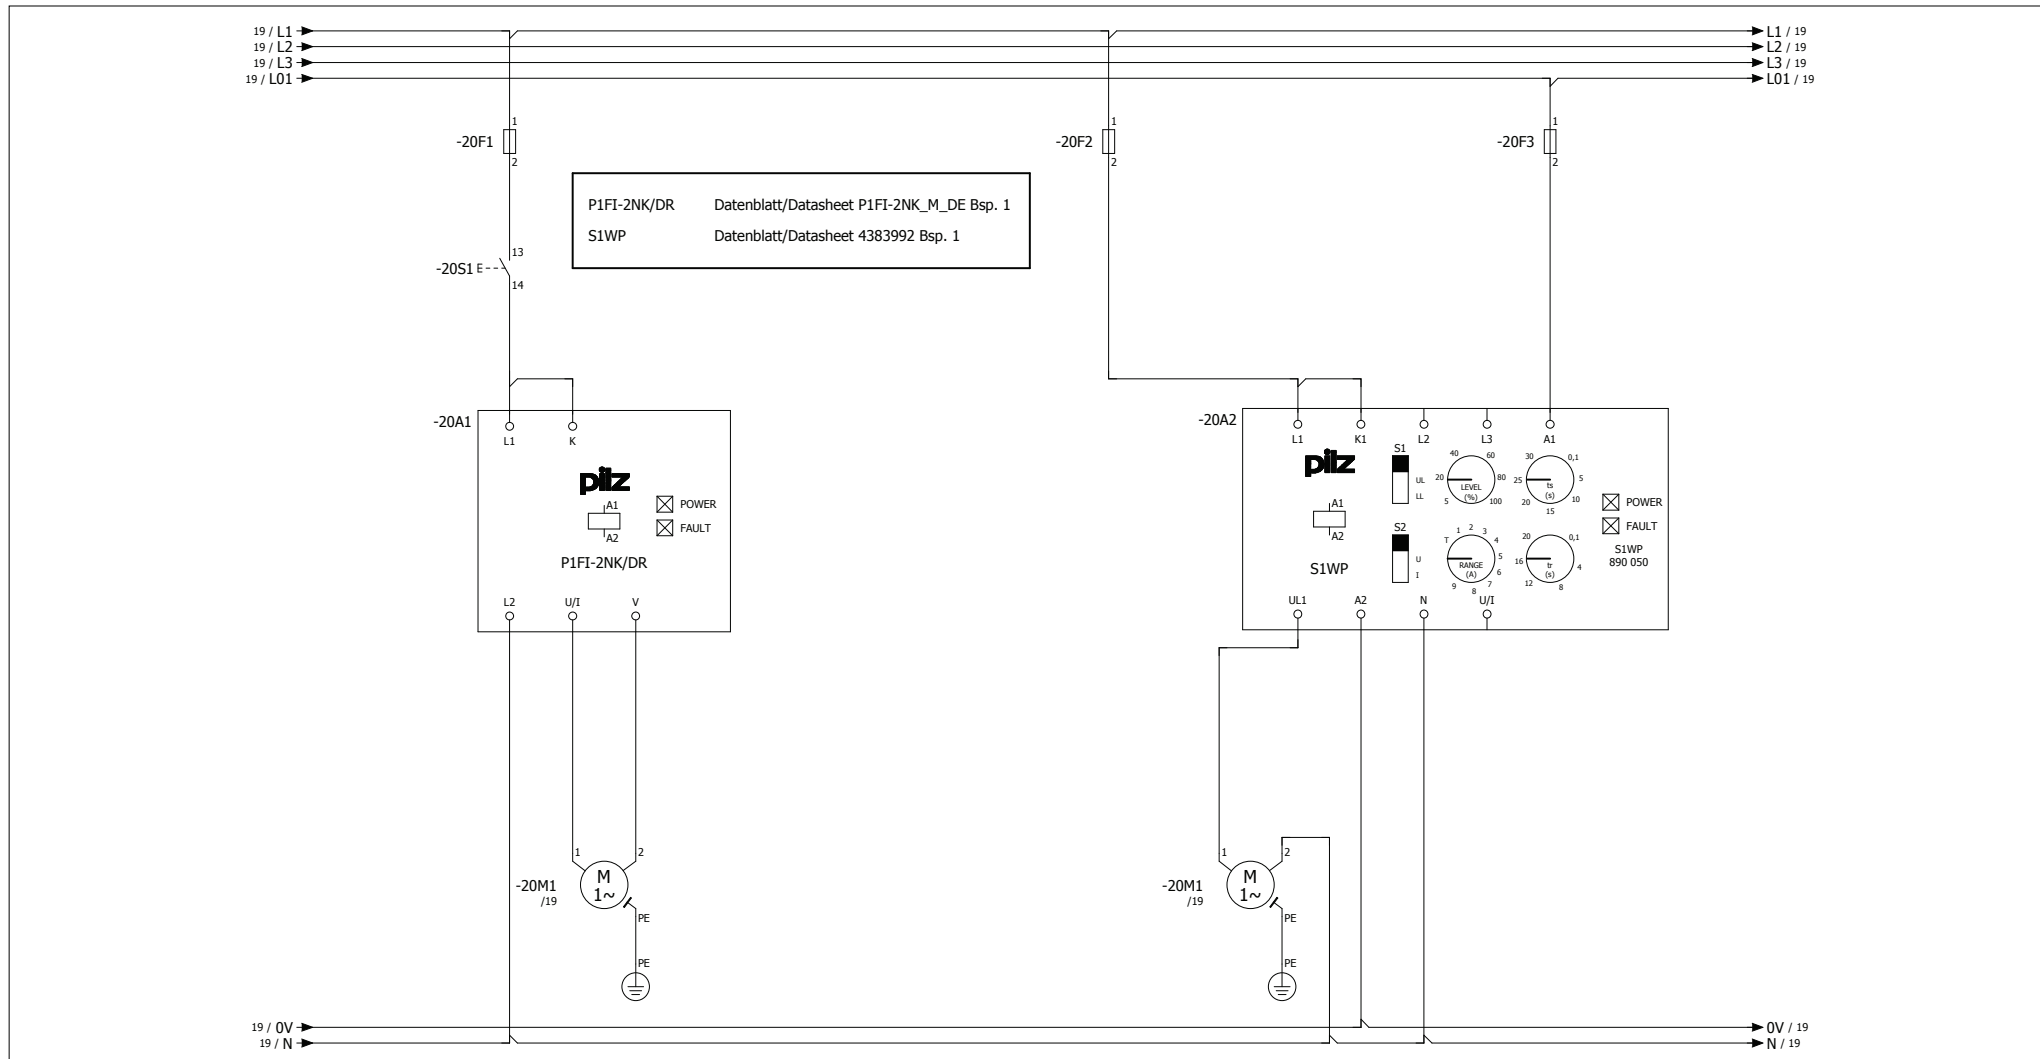 19 / L1 L1 / 19
19 / L2 L2 / 19
19 / L3 L3 / 19
19 / L01 L01 / 19
1 1 1
-20F1 -20F2 -20F3
2 2 2
P1FI-2NK/DR Datenblatt/Datasheet P1FI-2NK_M_DE Bsp. 1
S1WP Datenblatt/Datasheet 4383992 Bsp. 1
13
-20S1 E
14
-20A1
L1 K
pilz
A1
A2
POWER
FAULT
P1FI-2NK/DR
L2 U/I V
-20A2
L1 K1 L2 L3 A1
pilz
A1
A2
S1WP
S1
UL
LL
S2
U
I
5 20 40 60 80 100
LEVEL
(%)
30 0,1 5 10 15 20 25
ts
(s)
T 1 2 3 4 5 6 7 8 9
RANGE
(A)
20 0,1 4 8 12 16
tr
(s)
POWER
FAULT
S1WP
890 050
UL1 A2 N U/I
1 2
-20M1
/19
M
1~
PE
PE
1 2
-20M1
/19
M
1~
PE
PE
19 / 0V 0V / 19
19 / N N / 19